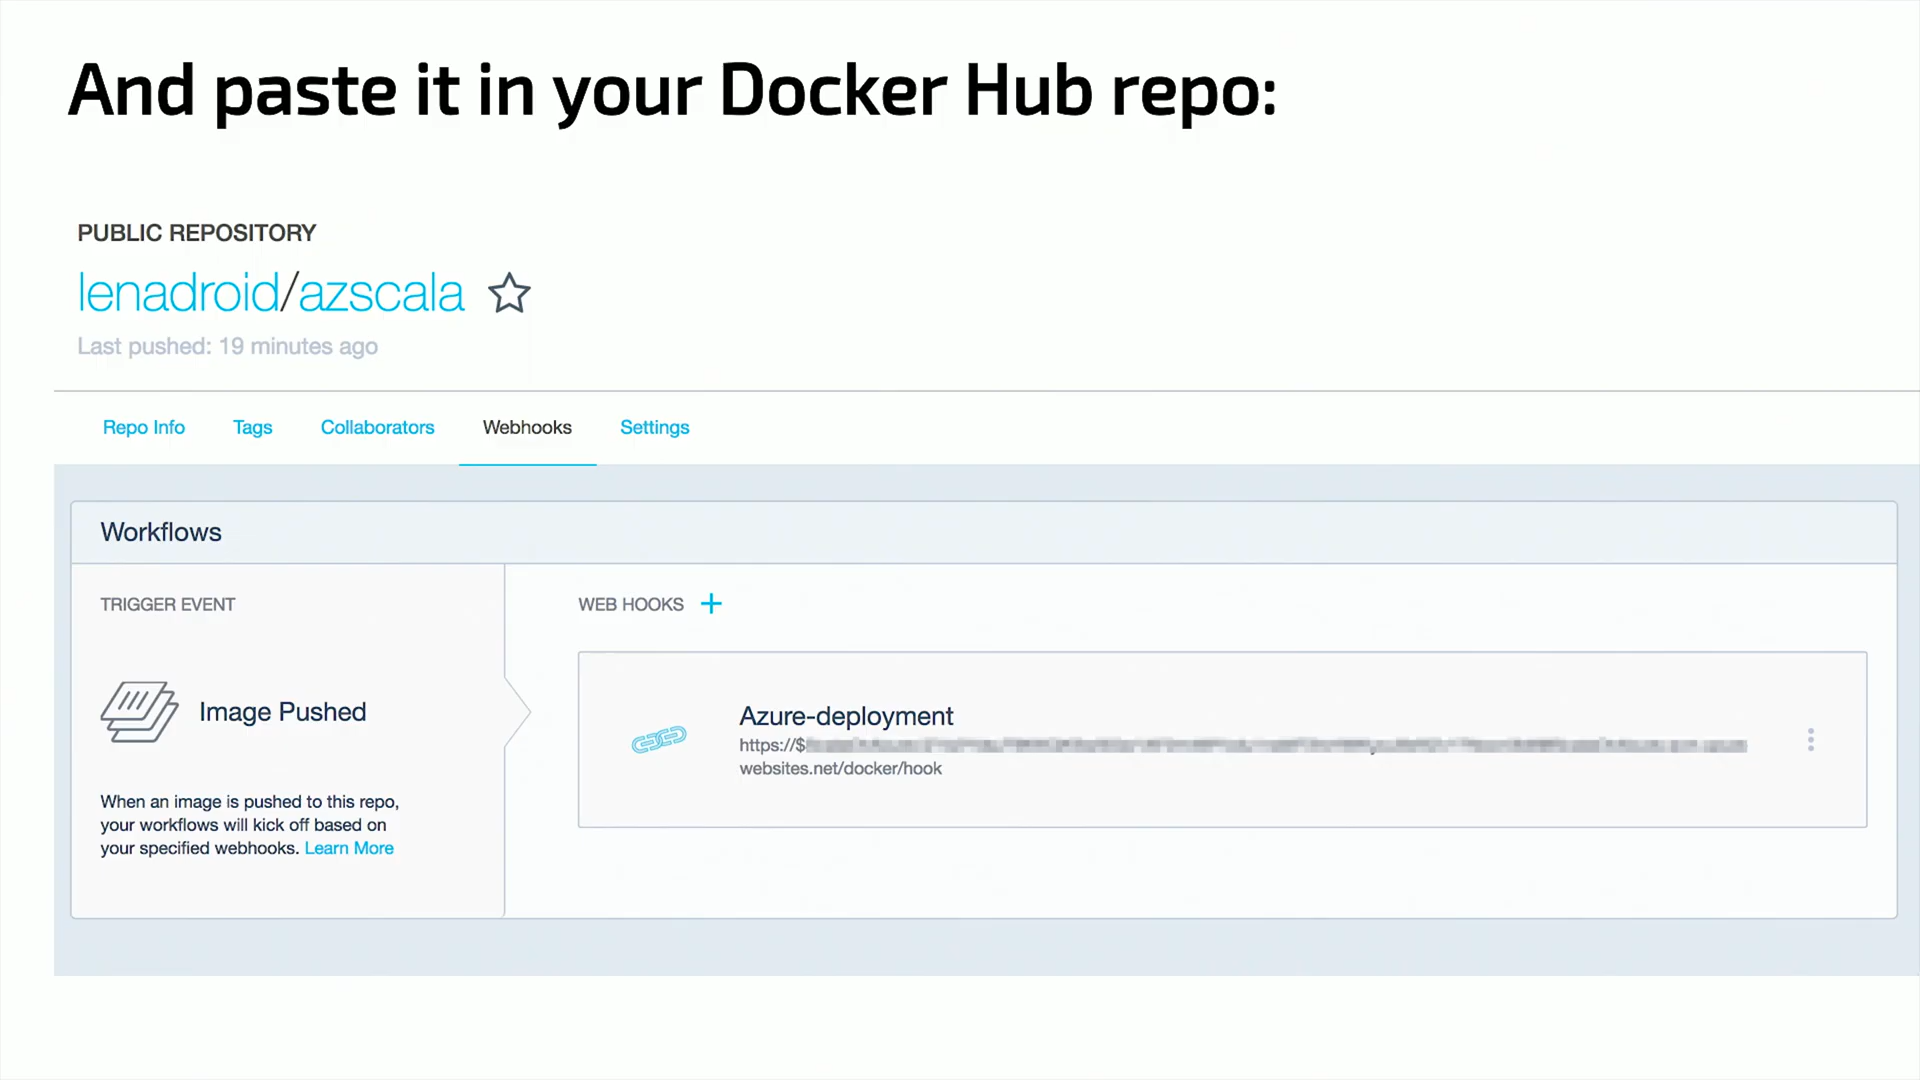 And paste it in your Docker Hub repo:
PUBLIC REPOSITORY
lenadroid/azscala
Last pushed: 19 minutes ago
Repo Info Tags Collaborators Webhooks Settings
Workflows
TRIGGER EVENT
Image Pushed
When an image is pushed to this repo,
your workflows will kick off based on
your specified webhooks. Learn More
WEB HOOKS +
Azure-deployment
https://$
websites.net/docker/hook